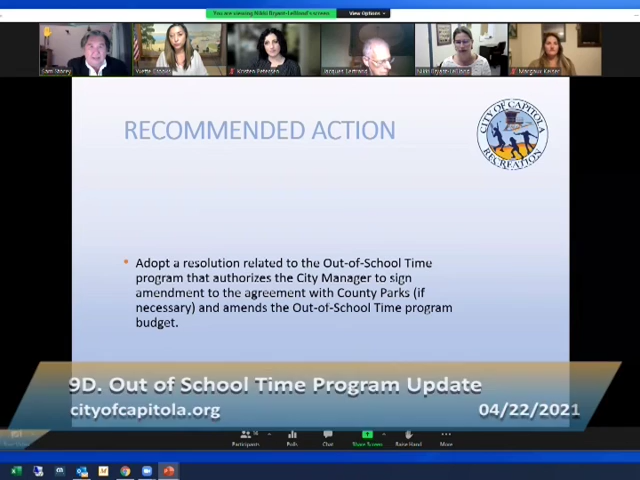 You are viewing Nikki Bryant-LeBlond's screen
View Options
Sam Storey
Yvette Brooks
Kristen Petersen
Jacques Bertrand
Nikki Bryant-LeBlond
Margaux Keiser
RECOMMENDED ACTION
CITY OF CAPITOLA
RECREATION
• Adopt a resolution related to the Out-of-School Time
program that authorizes the City Manager to sign
amendment to the agreement with County Parks (if
necessary) and amends the Out-of-School Time program
budget.
9D. Out of School Time Program Update
cityofcapitola.org
04/22/2021
Participants
Polls
Chat
Share Screen
Raise Hand
More